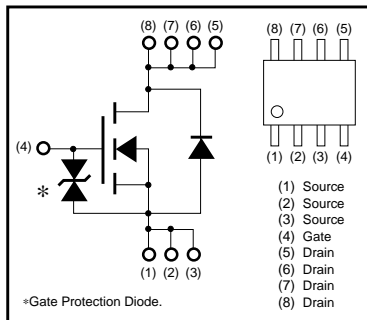 (8) (7) (6) (5)
(4)
*
(1) (2) (3)
*Gate Protection Diode.
(8) (7) (6) (5)
(1) (2) (3) (4)
(1) Source
(2) Source
(3) Source
(4) Gate
(5) Drain
(6) Drain
(7) Drain
(8) Drain